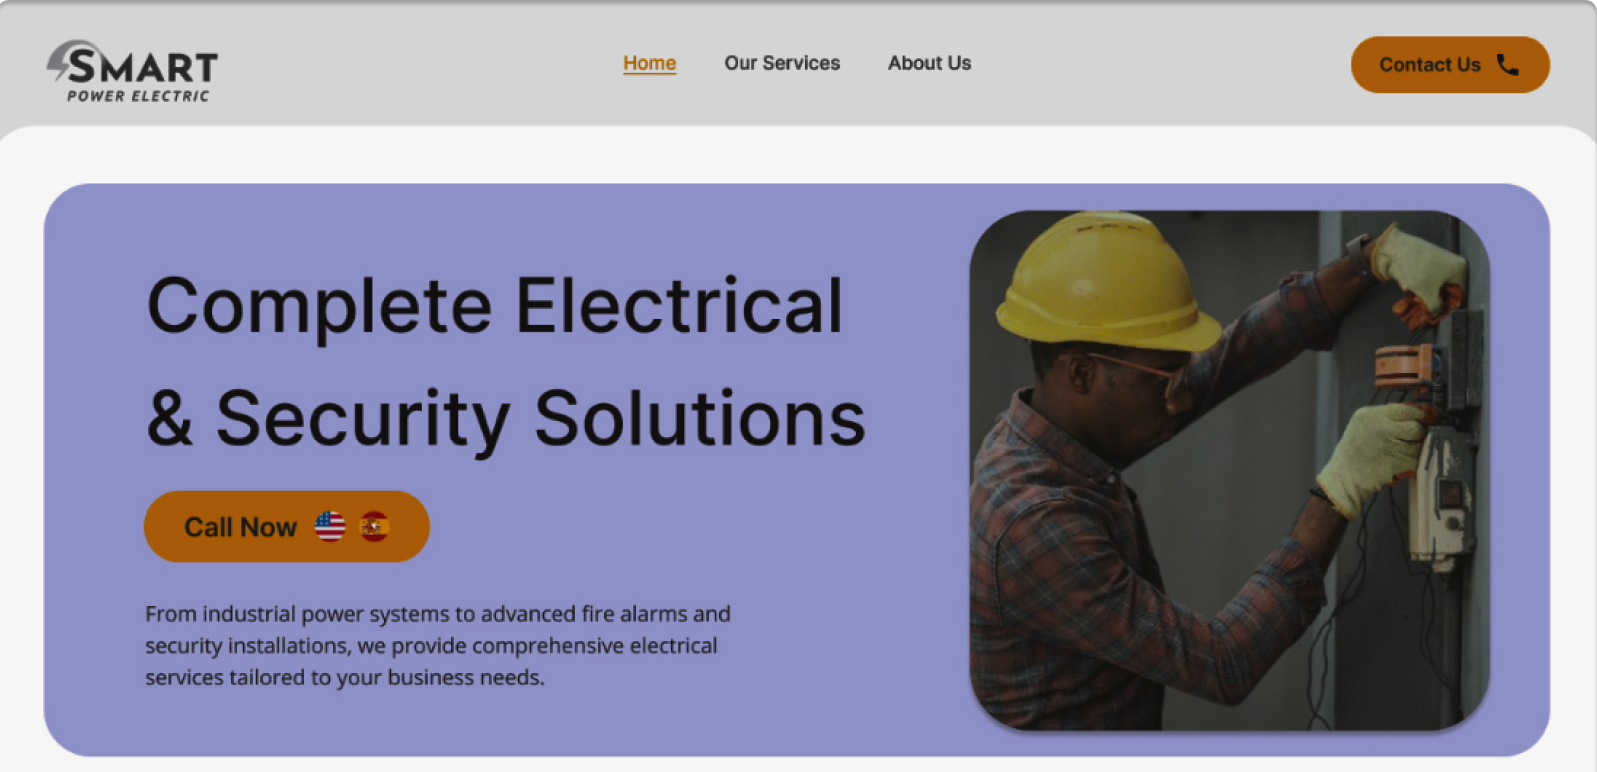 SMART
POWER ELECTRIC
Home
Our Services
About Us
Contact Us
Complete Electrical
& Security Solutions
Call Now
From industrial power systems to advanced fire alarms and
security installations, we provide comprehensive electrical
services tailored to your business needs.